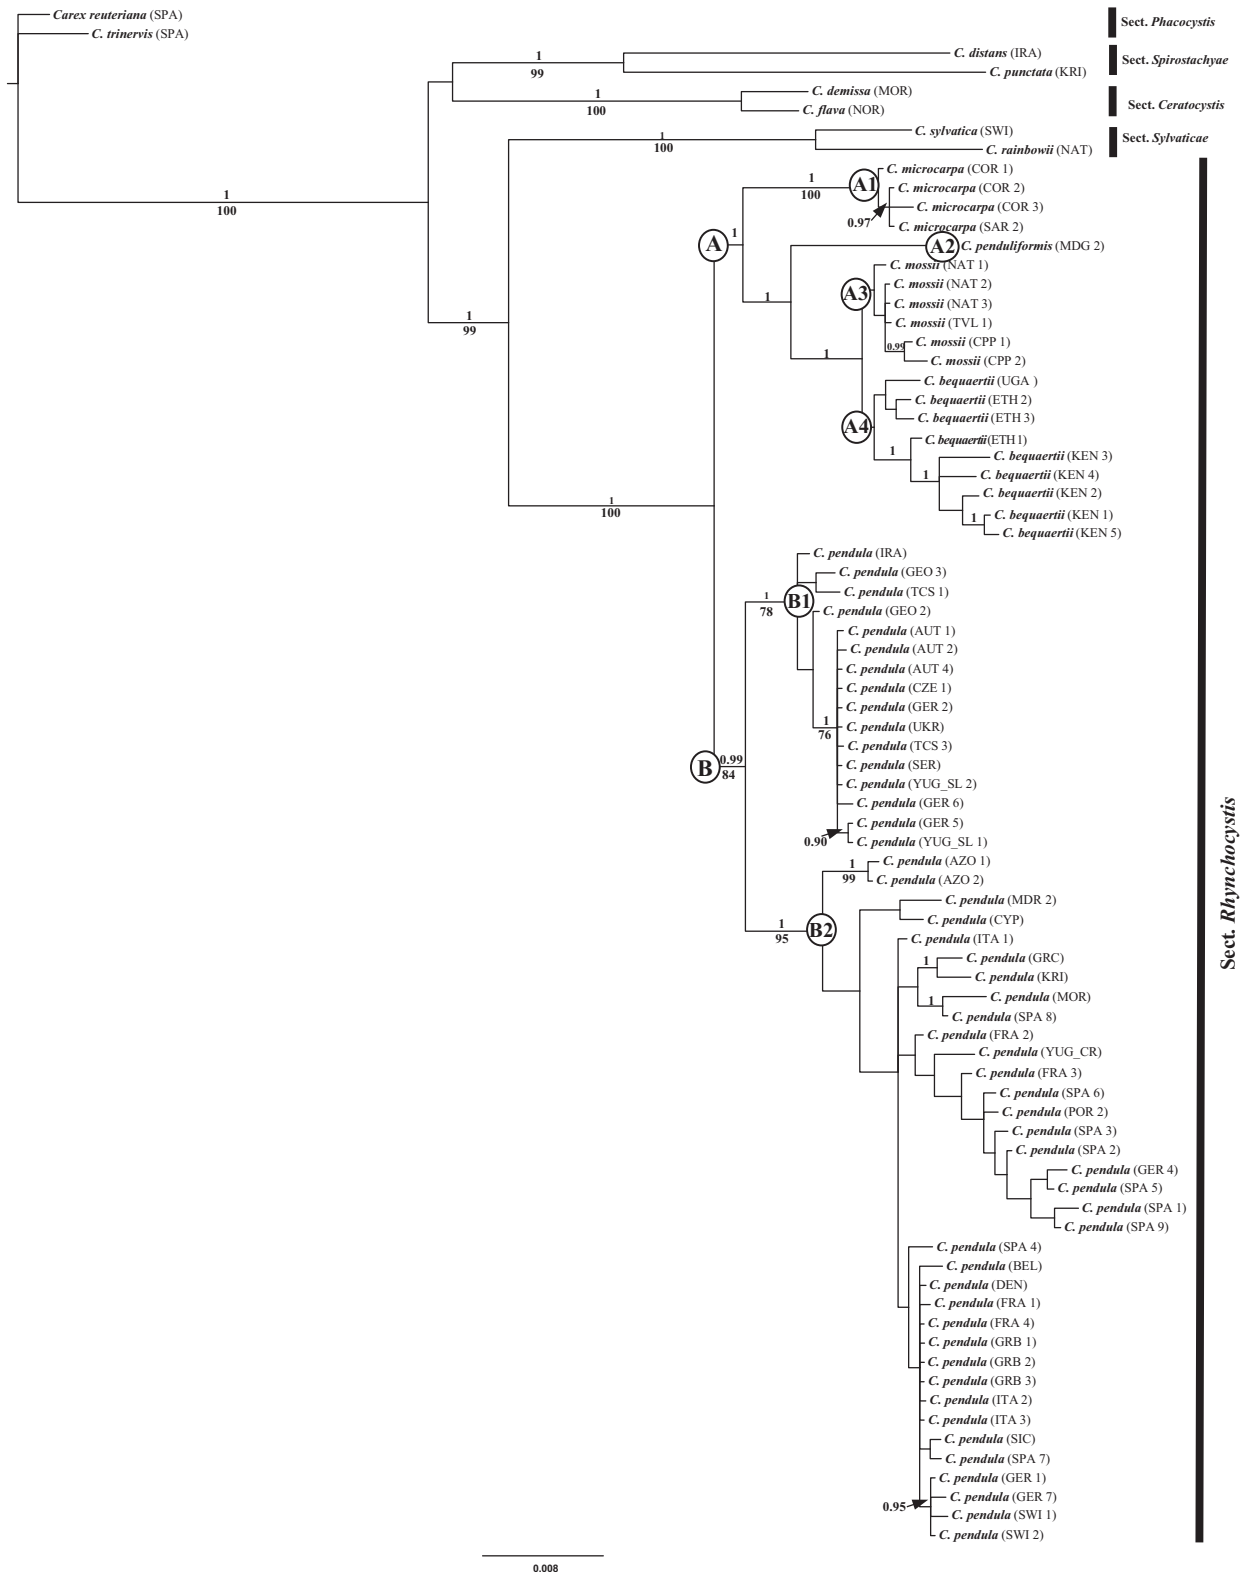 Carex reuteriana (SPA)
Sect. Phacocystis
C. trinervis (SPA)
C. distans (IRA)
1
99
Sect. Spirostachyae
C. punctata (KRI)
C. demissa (MOR)
1
100
Sect. Ceratocystis
C. flava (NOR)
C. sylvatica (SWI)
1
100
Sect. Sylvaticae
C. rainbowii (NAT)
C. microcarpa (COR 1)
1
100
A1
C. microcarpa (COR 2)
1
100
C. microcarpa (COR 3)
0.97
C. microcarpa (SAR 2)
A
1
A2
C. penduliformis (MDG 2)
C. mossii (NAT 1)
C. mossii (NAT 2)
A3
1
C. mossii (NAT 3)
1
99
C. mossii (TVL 1)
C. mossii (CPP 1)
0.99
1
C. mossii (CPP 2)
C. bequaertii (UGA )
C. bequaertii (ETH 2)
C. bequaertii (ETH 3)
A4
C. bequaertii(ETH 1)
1
C. bequaertii (KEN 3)
1
C. bequaertii (KEN 4)
C. bequaertii (KEN 2)
1
100
C. bequaertii (KEN 1)
1
C. bequaertii (KEN 5)
C. pendula (IRA)
C. pendula (GEO 3)
C. pendula (TCS 1)
1
78
B1
C. pendula (GEO 2)
C. pendula (AUT 1)
C. pendula (AUT 2)
C. pendula (AUT 4)
C. pendula (CZE 1)
C. pendula (GER 2)
1
76
C. pendula (UKR)
C. pendula (TCS 3)
B
0.99
84
C. pendula (SER)
C. pendula (YUG_SL 2)
C. pendula (GER 6)
C. pendula (GER 5)
0.90
C. pendula (YUG_SL 1)
C. pendula (AZO 1)
1
99
C. pendula (AZO 2)
C. pendula (MDR 2)
C. pendula (CYP)
1
95
B2
C. pendula (ITA 1)
C. pendula (GRC)
1
C. pendula (KRI)
C. pendula (MOR)
1
C. pendula (SPA 8)
C. pendula (FRA 2)
C. pendula (YUG_CR)
C. pendula (FRA 3)
C. pendula (SPA 6)
C. pendula (POR 2)
C. pendula (SPA 3)
C. pendula (SPA 2)
C. pendula (GER 4)
C. pendula (SPA 5)
C. pendula (SPA 1)
C. pendula (SPA 9)
C. pendula (SPA 4)
C. pendula (BEL)
C. pendula (DEN)
C. pendula (FRA 1)
C. pendula (FRA 4)
C. pendula (GRB 1)
C. pendula (GRB 2)
C. pendula (GRB 3)
C. pendula (ITA 2)
C. pendula (ITA 3)
C. pendula (SIC)
C. pendula (SPA 7)
C. pendula (GER 1)
C. pendula (GER 7)
0.95
C. pendula (SWI 1)
C. pendula (SWI 2)
Sect. Rhynchocystis
0.008